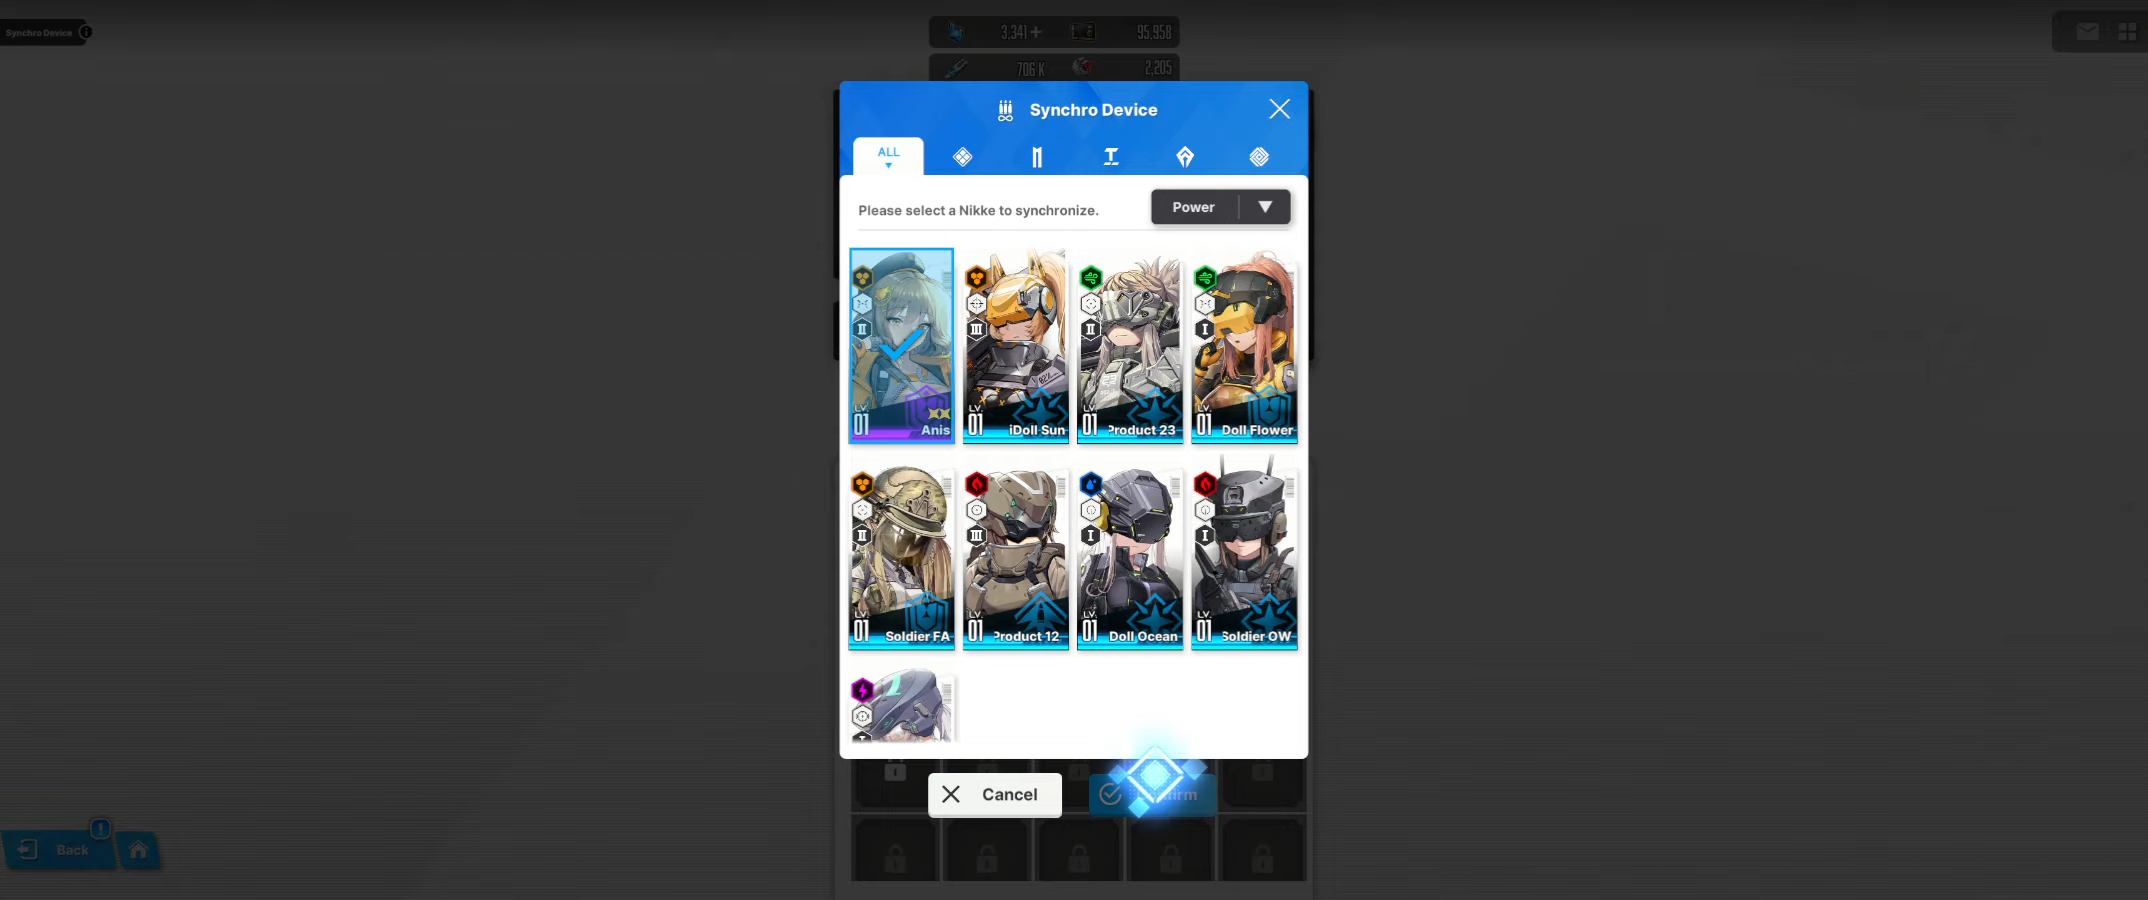 Synchro Device
3,341
95,958
706 K
2,205
Synchro Device
ALL
Please select a Nikke to synchronize.
Power
LV.
01
Anis
LV.
01
iDoll Sun
LV.
01
Product 23
LV.
01
Doll Flower
LV.
01
Soldier FA
LV.
01
Product 12
LV.
01
Doll Ocean
LV.
01
Soldier OW
Cancel
Back